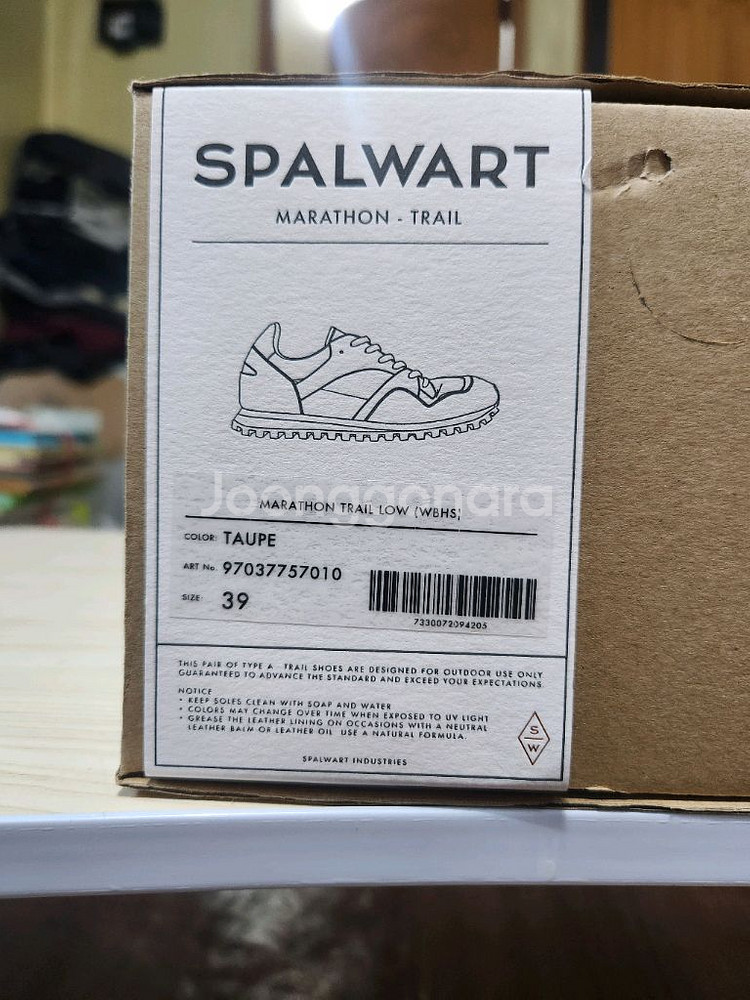 SPALWART
MARATHON - TRAIL
Joonggonara
MARATHON TRAIL LOW (WBHS)
COLOR: TAUPE
ART No. 97037757010
SIZE: 39
7330072094205
THIS PAIR OF TYPE A - TRAIL SHOES ARE DESIGNED FOR OUTDOOR USE ONLY
GUARANTEED TO ADVANCE THE STANDARD AND EXCEED YOUR EXPECTATIONS.
NOTICE
• KEEP SOLES CLEAN WITH SOAP AND WATER
• COLORS MAY CHANGE OVER TIME WHEN EXPOSED TO UV LIGHT
• GREASE THE LEATHER LINING ON OCCASIONS WITH A NEUTRAL
LEATHER BALM OR LEATHER OIL. USE A NATURAL FORMULA.
S
W
SPALWART INDUSTRIES